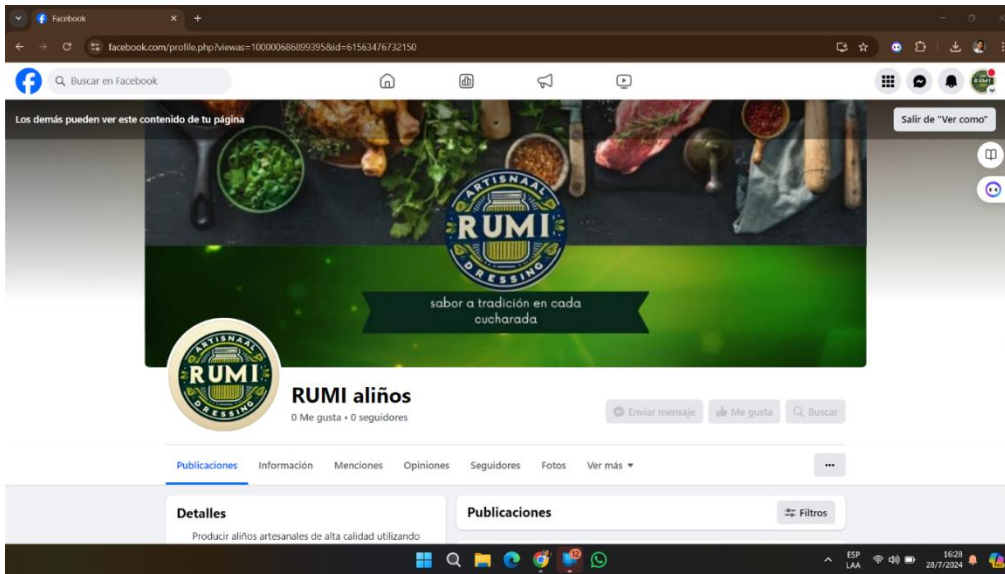 Facebook
facebook.com/profile.php?viewas=100000686899395&id=61563476732150
Buscar en Facebook
Los demás pueden ver este contenido de tu página
Salir de "Ver como"
ARTISNAAL
RUMI
DRESSING
sabor a tradición en cada
cucharada
ARTISNAAL
RUMI
DRESSING
RUMI aliños
0 Me gusta • 0 seguidores
Enviar mensaje
Me gusta
Buscar
Publicaciones
Información
Menciones
Opiniones
Seguidores
Fotos
Ver más
Detalles
Producir aliños artesanales de alta calidad utilizando
Publicaciones
Filtros
12
ESP
LAA
16:28
28/7/2024